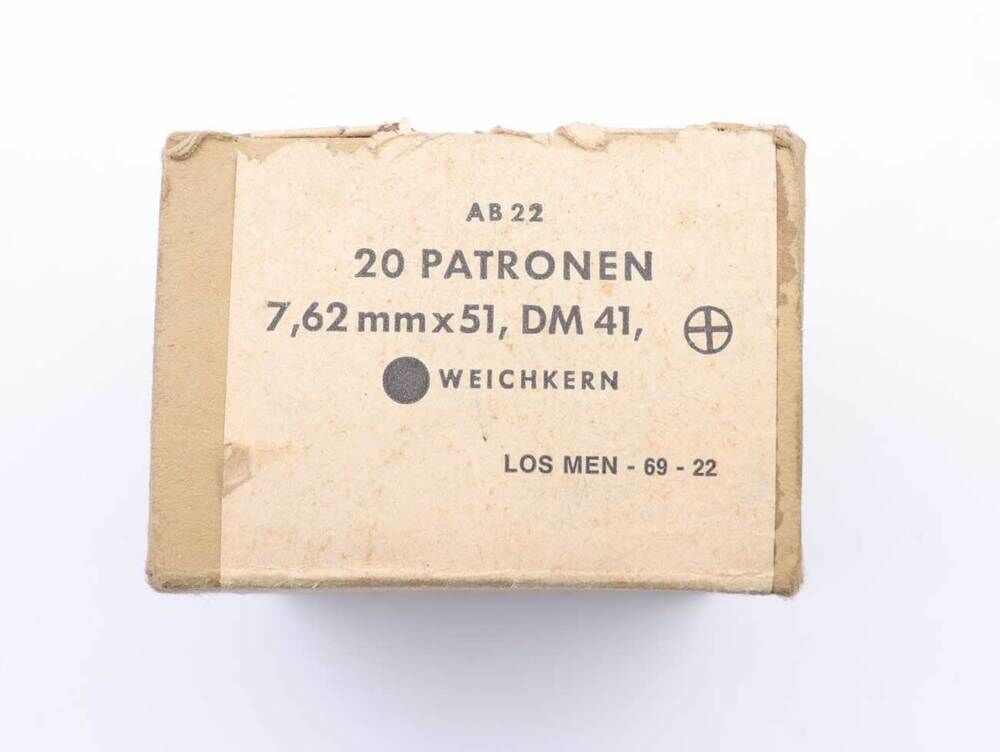 AB 22
20 PATRONEN
7,62 mm x 51, DM 41,
WEICHKERN
LOS MEN - 69 - 22